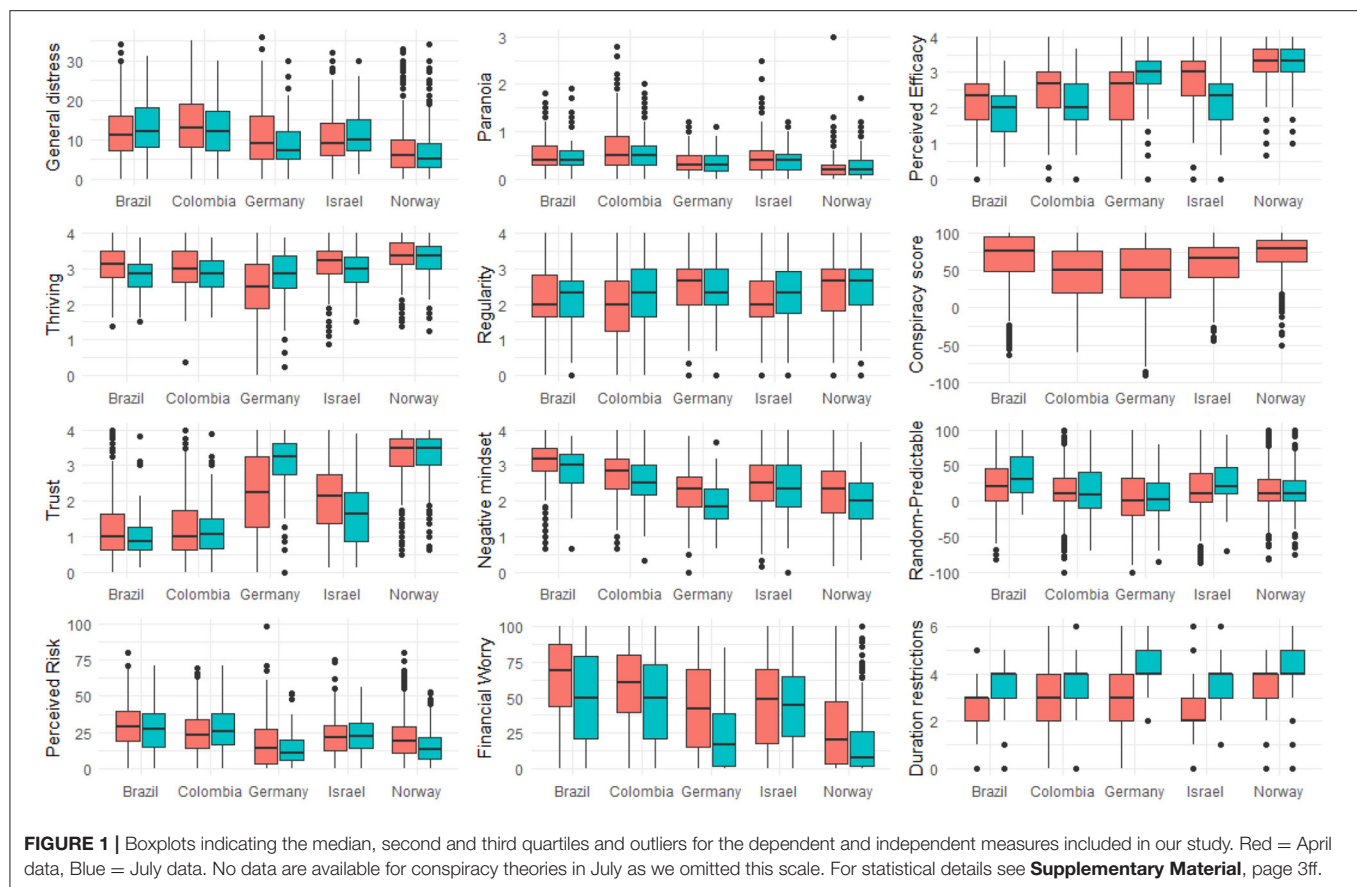 General distress
30
20
10
0
Brazil Colombia Germany Israel Norway
Paranoia
3
2
1
0
Brazil Colombia Germany Israel Norway
Perceived Efficacy
4
3
2
1
0
Brazil Colombia Germany Israel Norway
Thriving
4
3
2
1
0
Brazil Colombia Germany Israel Norway
Regularity
4
3
2
1
0
Brazil Colombia Germany Israel Norway
Conspiracy score
100
50
0
-50
-100
Brazil Colombia Germany Israel Norway
Trust
4
3
2
1
0
Brazil Colombia Germany Israel Norway
Negative mindset
4
3
2
1
0
Brazil Colombia Germany Israel Norway
Random-Predictable
100
50
0
-50
-100
Brazil Colombia Germany Israel Norway
Perceived Risk
100
75
50
25
0
Brazil Colombia Germany Israel Norway
Financial Worry
100
75
50
25
0
Brazil Colombia Germany Israel Norway
Duration restrictions
6
4
2
0
Brazil Colombia Germany Israel Norway
FIGURE 1 | Boxplots indicating the median, second and third quartiles and outliers for the dependent and independent measures included in our study. Red = April
data, Blue = July data. No data are available for conspiracy theories in July as we omitted this scale. For statistical details see Supplementary Material, page 3ff.